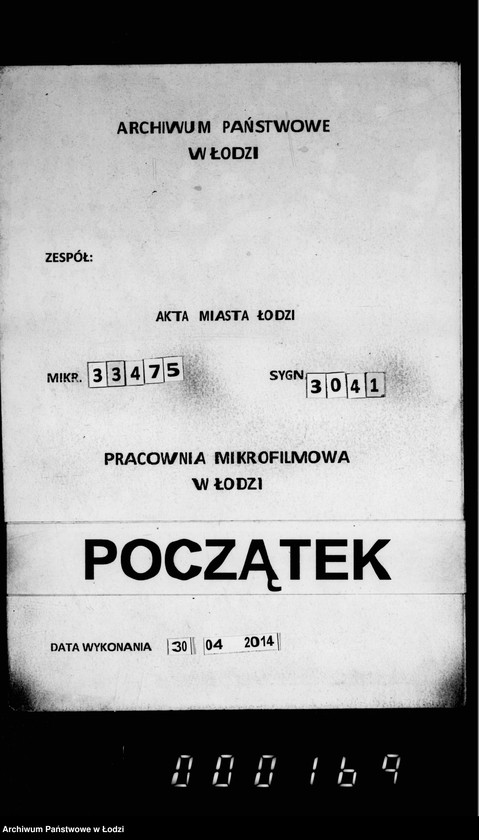 ARCHIWUM PAŃSTWOWE
W ŁODZI
ZESPÓŁ:
AKTA MIASTA ŁODZI
MIKR. 33475 SYGN. 3041
PRACOWNIA MIKROFILMOWA
W ŁODZI
POCZĄTEK
DATA WYKONANIA 30 04 2014
000169
Archiwum Państwowe w Łodzi